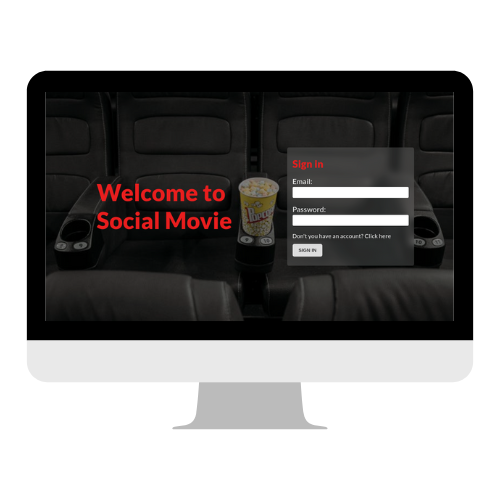 Welcome to
Social Movie
Sign In
Email:
Password:
Don't you have an account? Click here
SIGN IN